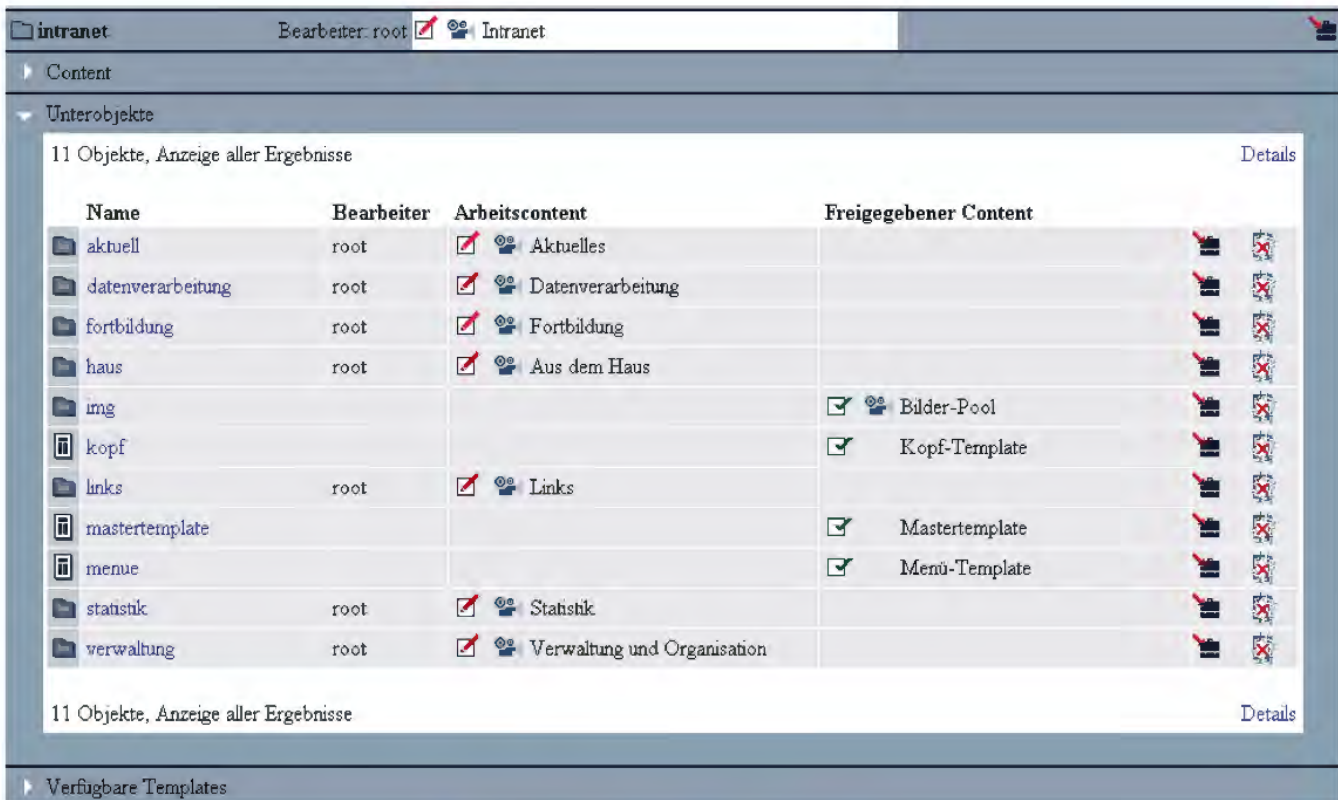 intranet Bearbeiter: root Intranet
Content
Unterobjekte
11 Objekte, Anzeige aller Ergebnisse Details
Name Bearbeiter Arbeitscontent Freigegebener Content
aktuell root Aktuelles
datenverarbeitung root Datenverarbeitung
fortbildung root Fortbildung
haus root Aus dem Haus
img Bilder-Pool
kopf Kopf-Template
links root Links
mastertemplate Mastertemplate
menue Menü-Template
statistik root Statistik
verwaltung root Verwaltung und Organisation
11 Objekte, Anzeige aller Ergebnisse Details
Verfügbare Templates